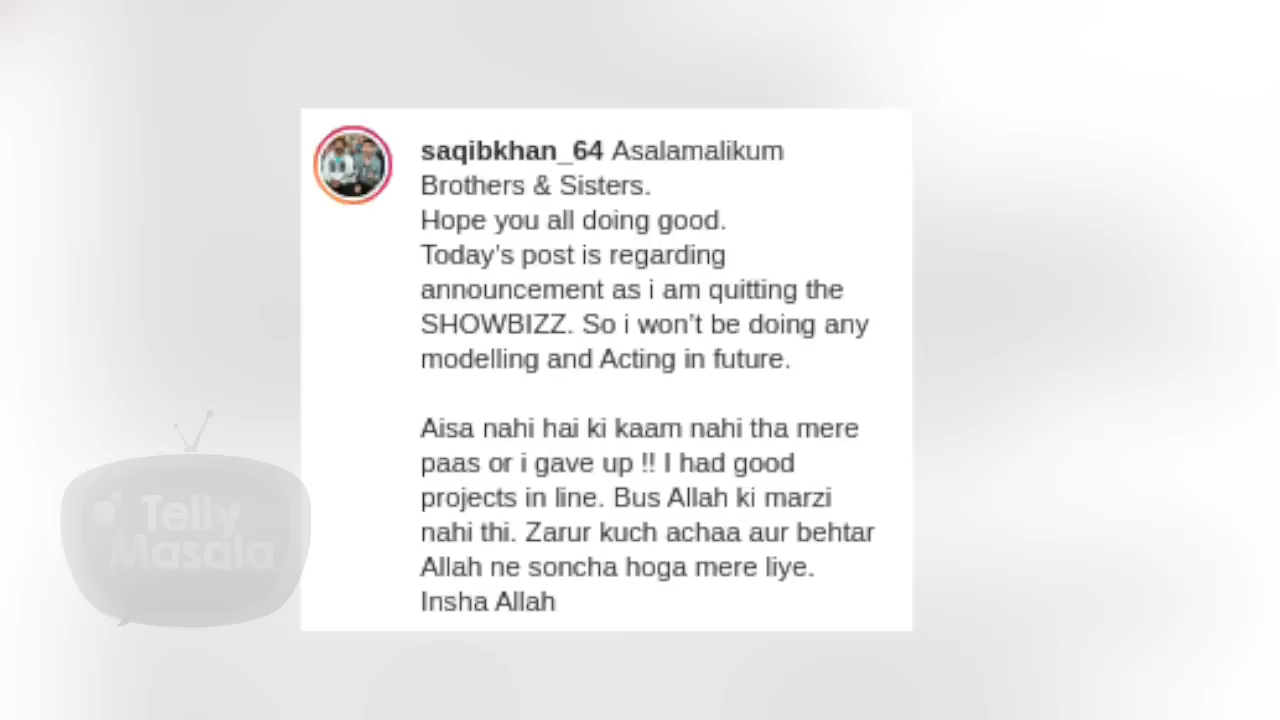 saqibkhan_64 Asalamalikum
Brothers & Sisters.
Hope you all doing good.
Today's post is regarding
announcement as i am quitting the
SHOWBIZZ. So i won't be doing any
modelling and Acting in future.
Aisa nahi hai ki kaam nahi tha mere
paas or i gave up !! I had good
projects in line. Bus Allah ki marzi
nahi thi. Zarur kuch achaa aur behtar
Allah ne soncha hoga mere liye.
Insha Allah
Telly
Masala